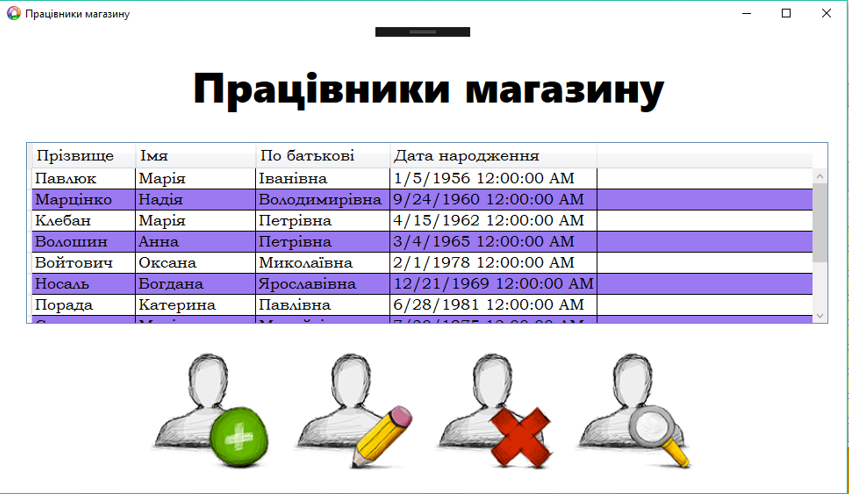 Працівники магазину
Працівники магазину
Прізвище Імя По батькові Дата народження
Павлюк Марія Іванівна 1/5/1956 12:00:00 AM
Марцінко Надія Володимирівна 9/24/1960 12:00:00 AM
Клебан Марія Петрівна 4/15/1962 12:00:00 AM
Волошин Анна Петрівна 3/4/1965 12:00:00 AM
Войтович Оксана Миколаївна 2/1/1978 12:00:00 AM
Носаль Богдана Ярославівна 12/21/1969 12:00:00 AM
Порада Катерина Павлівна 6/28/1981 12:00:00 AM